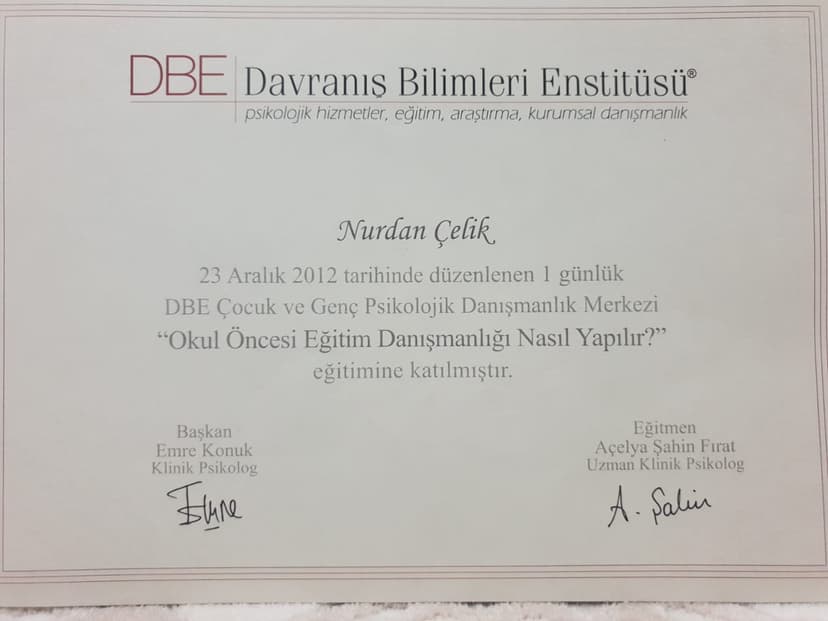 DBE Davranış Bilimleri Enstitüsü®
psikolojik hizmetler, eğitim, araştırma, kurumsal danışmanlık
Nurdan Çelik
23 Aralık 2012 tarihinde düzenlenen 1 günlük
DBE Çocuk ve Genç Psikolojik Danışmanlık Merkezi
“Okul Öncesi Eğitim Danışmanlığı Nasıl Yapılır?”
eğitimine katılmıştır.
Başkan
Emre Konuk
Klinik Psikolog
Emre
Eğitmen
Açelya Şahin Fırat
Uzman Klinik Psikolog
A. Şahin